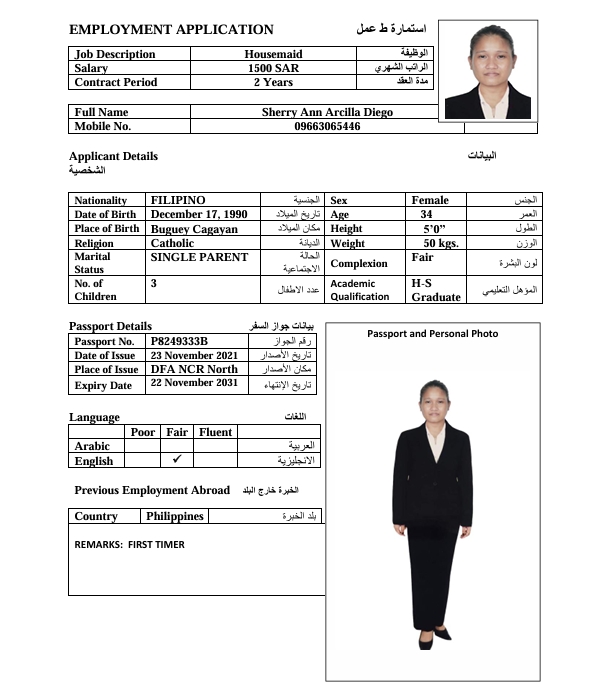 EMPLOYMENT APPLICATION استمارة ط عمل
Job Description Housemaid الوظيفة
Salary 1500 SAR الراتب الشهري
Contract Period 2 Years مدة العقد
Full Name Sherry Ann Arcilla Diego
Mobile No. 09663065446
Applicant Details البيانات
الشخصية
Nationality FILIPINO الجنسية Sex Female الجنس
Date of Birth December 17, 1990 تاريخ الميلاد Age 34 العمر
Place of Birth Buguey Cagayan مكان الميلاد Height 5’0” الطول
Religion Catholic الديانة Weight 50 kgs. الوزن
Marital Status SINGLE PARENT الحالة الاجتماعية Complexion Fair لون البشرة
No. of Children 3 عدد الاطفال Academic Qualification H-S Graduate المؤهل التعليمي
Passport Details بيانات جواز السفر
Passport No. P8249333B رقم الجواز
Date of Issue 23 November 2021 تاريخ الأصدار
Place of Issue DFA NCR North مكان الأصدار
Expiry Date 22 November 2031 تاريخ الإنتهاء
Passport and Personal Photo
Language اللغات
Poor Fair Fluent
Arabic العربية
English ✓ الانجليزية
Previous Employment Abroad الخبرة خارج البلد
Country Philippines بلد الخبرة
REMARKS: FIRST TIMER